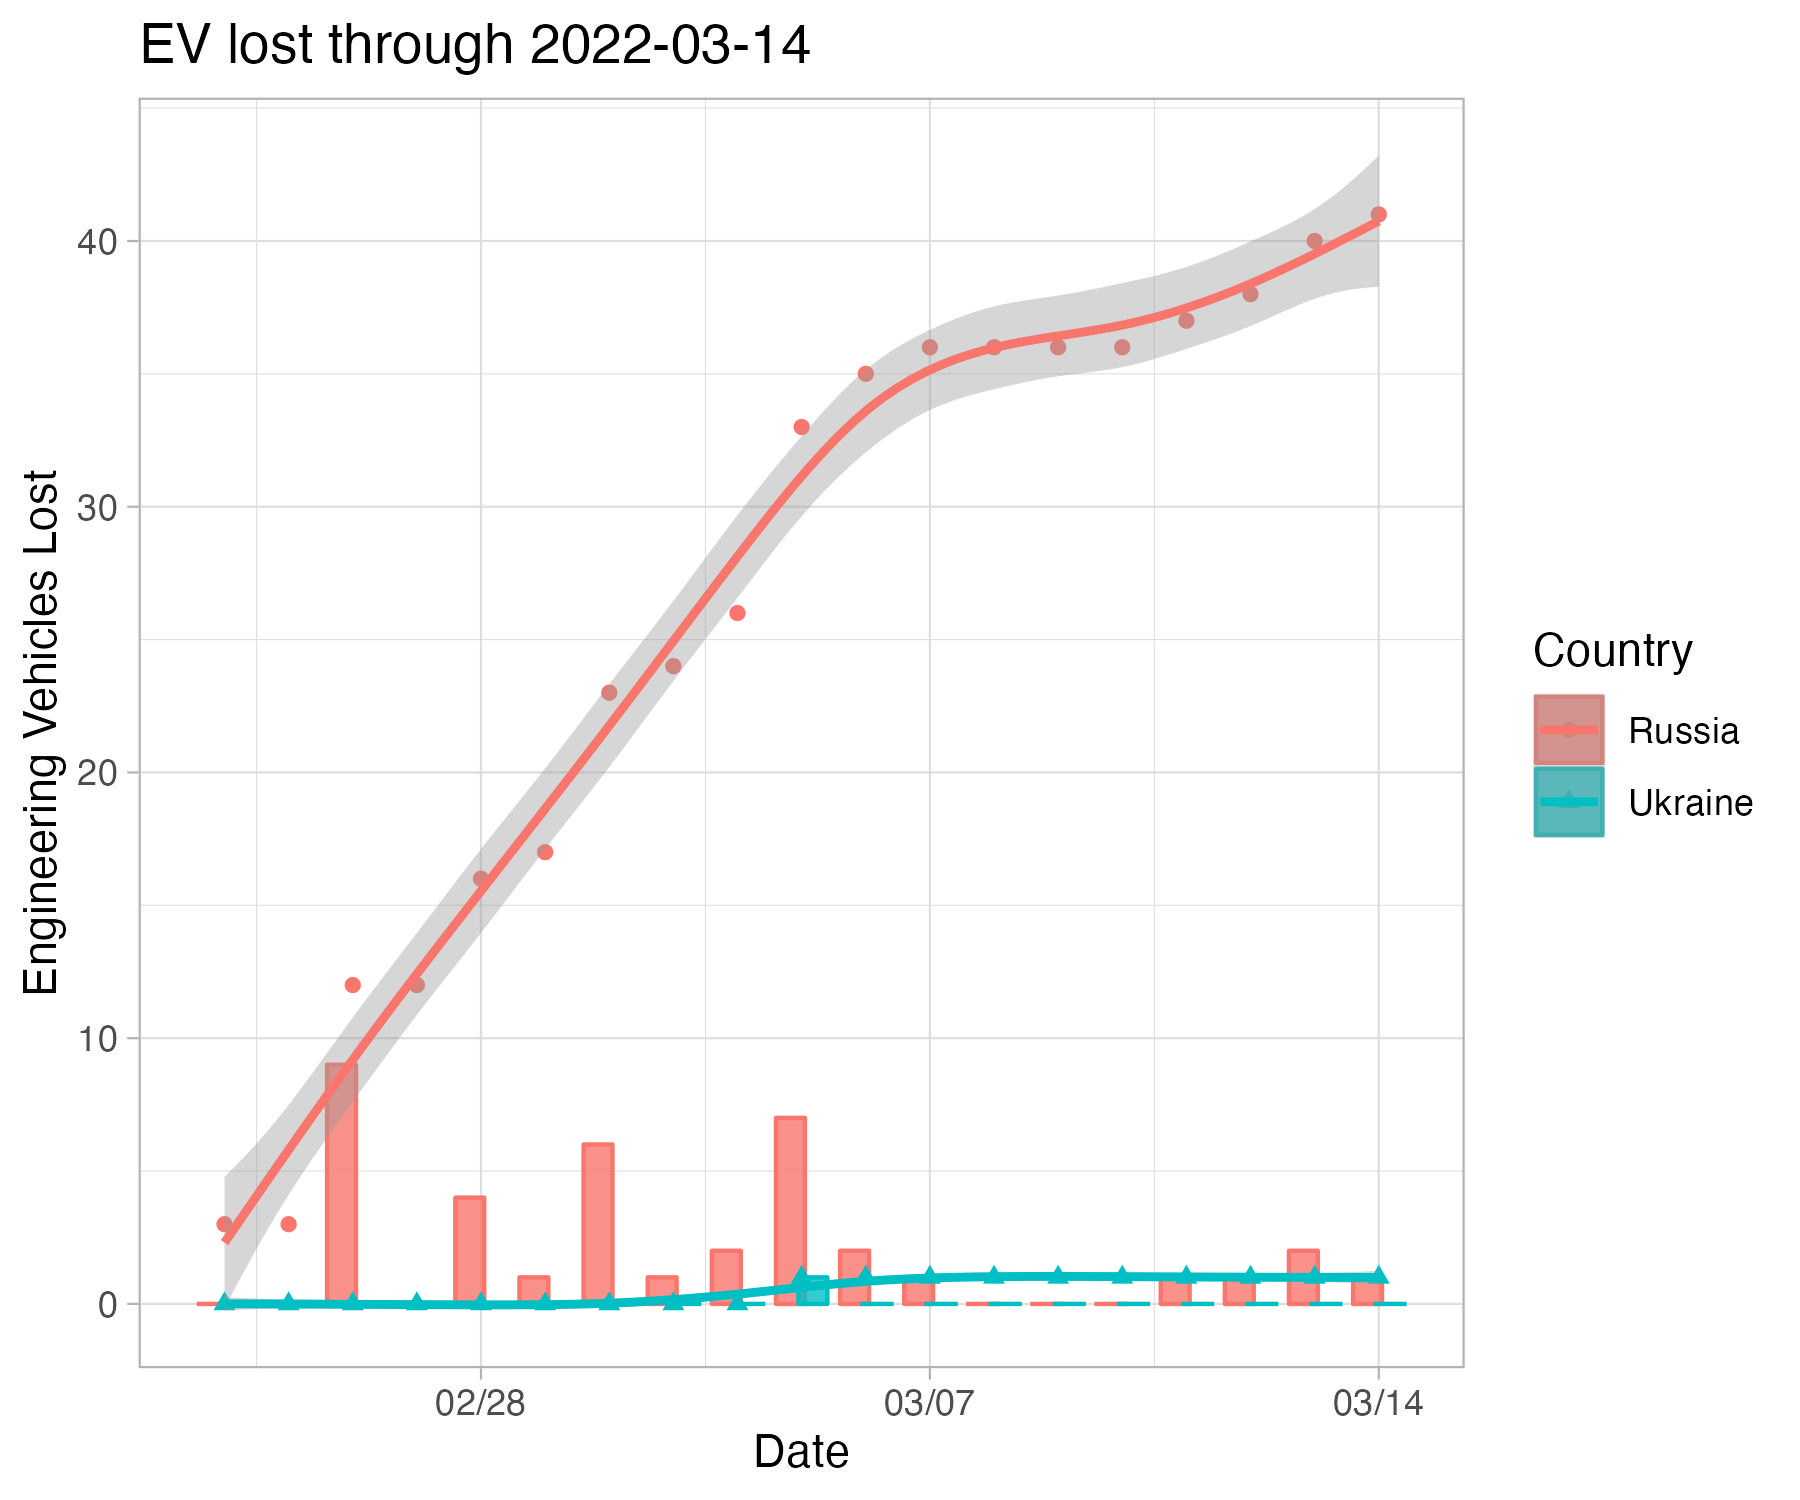 EV lost through 2022-03-14
Engineering Vehicles Lost
40
30
20
10
0
02/28
03/07
03/14
Date
Country
Russia
Ukraine